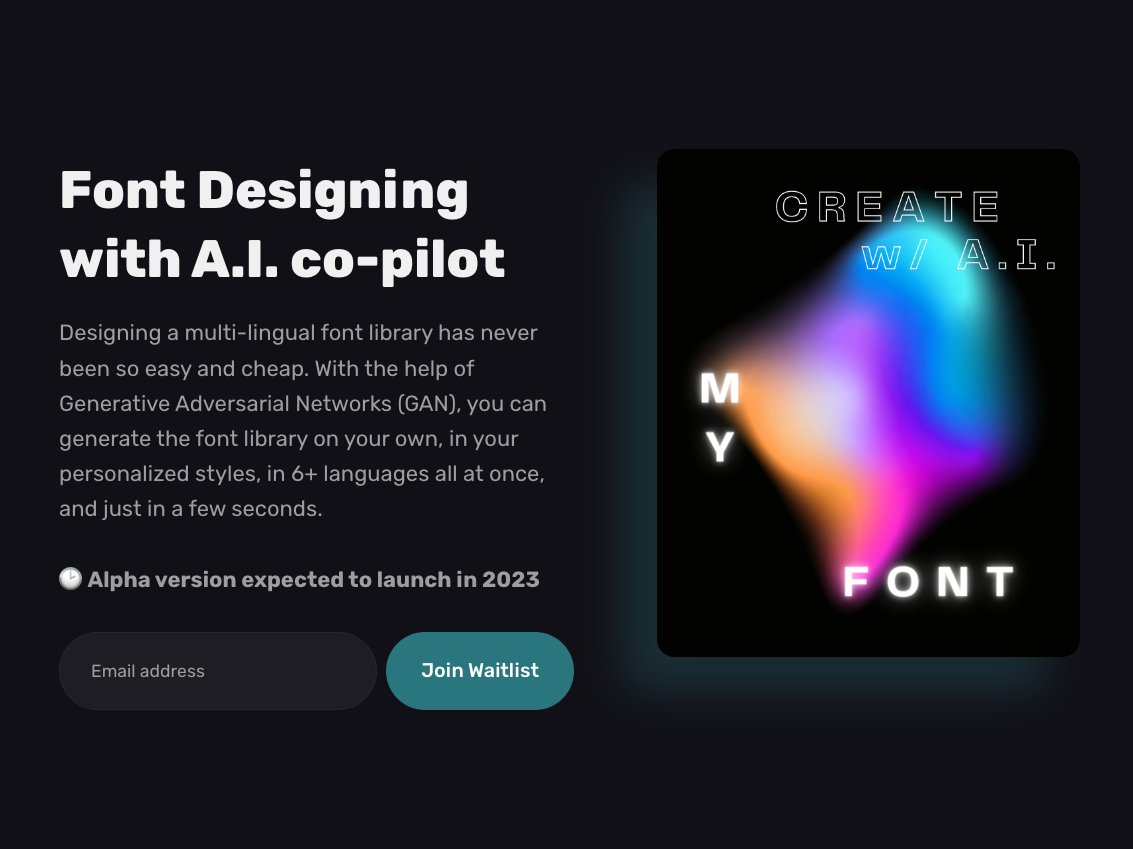 Font Designing
with A.I. co-pilot
Designing a multi-lingual font library has never
been so easy and cheap. With the help of
Generative Adversarial Networks (GAN), you can
generate the font library on your own, in your
personalized styles, in 6+ languages all at once,
and just in a few seconds.
🕑 Alpha version expected to launch in 2023
Email address
Join Waitlist
CREATE
w/ A.I.
M
Y
FONT